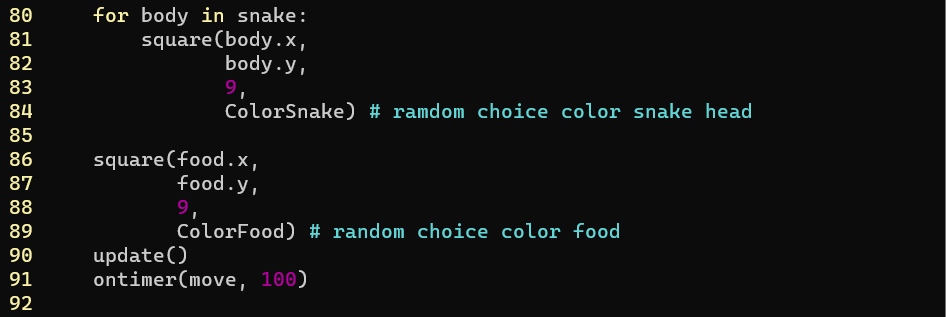 80     for body in snake:
81         square(body.x,
82                body.y,
83                9,
84                ColorSnake) # ramdom choice color snake head
85
86     square(food.x,
87            food.y,
88            9,
89            ColorFood) # random choice color food
90     update()
91     ontimer(move, 100)
92